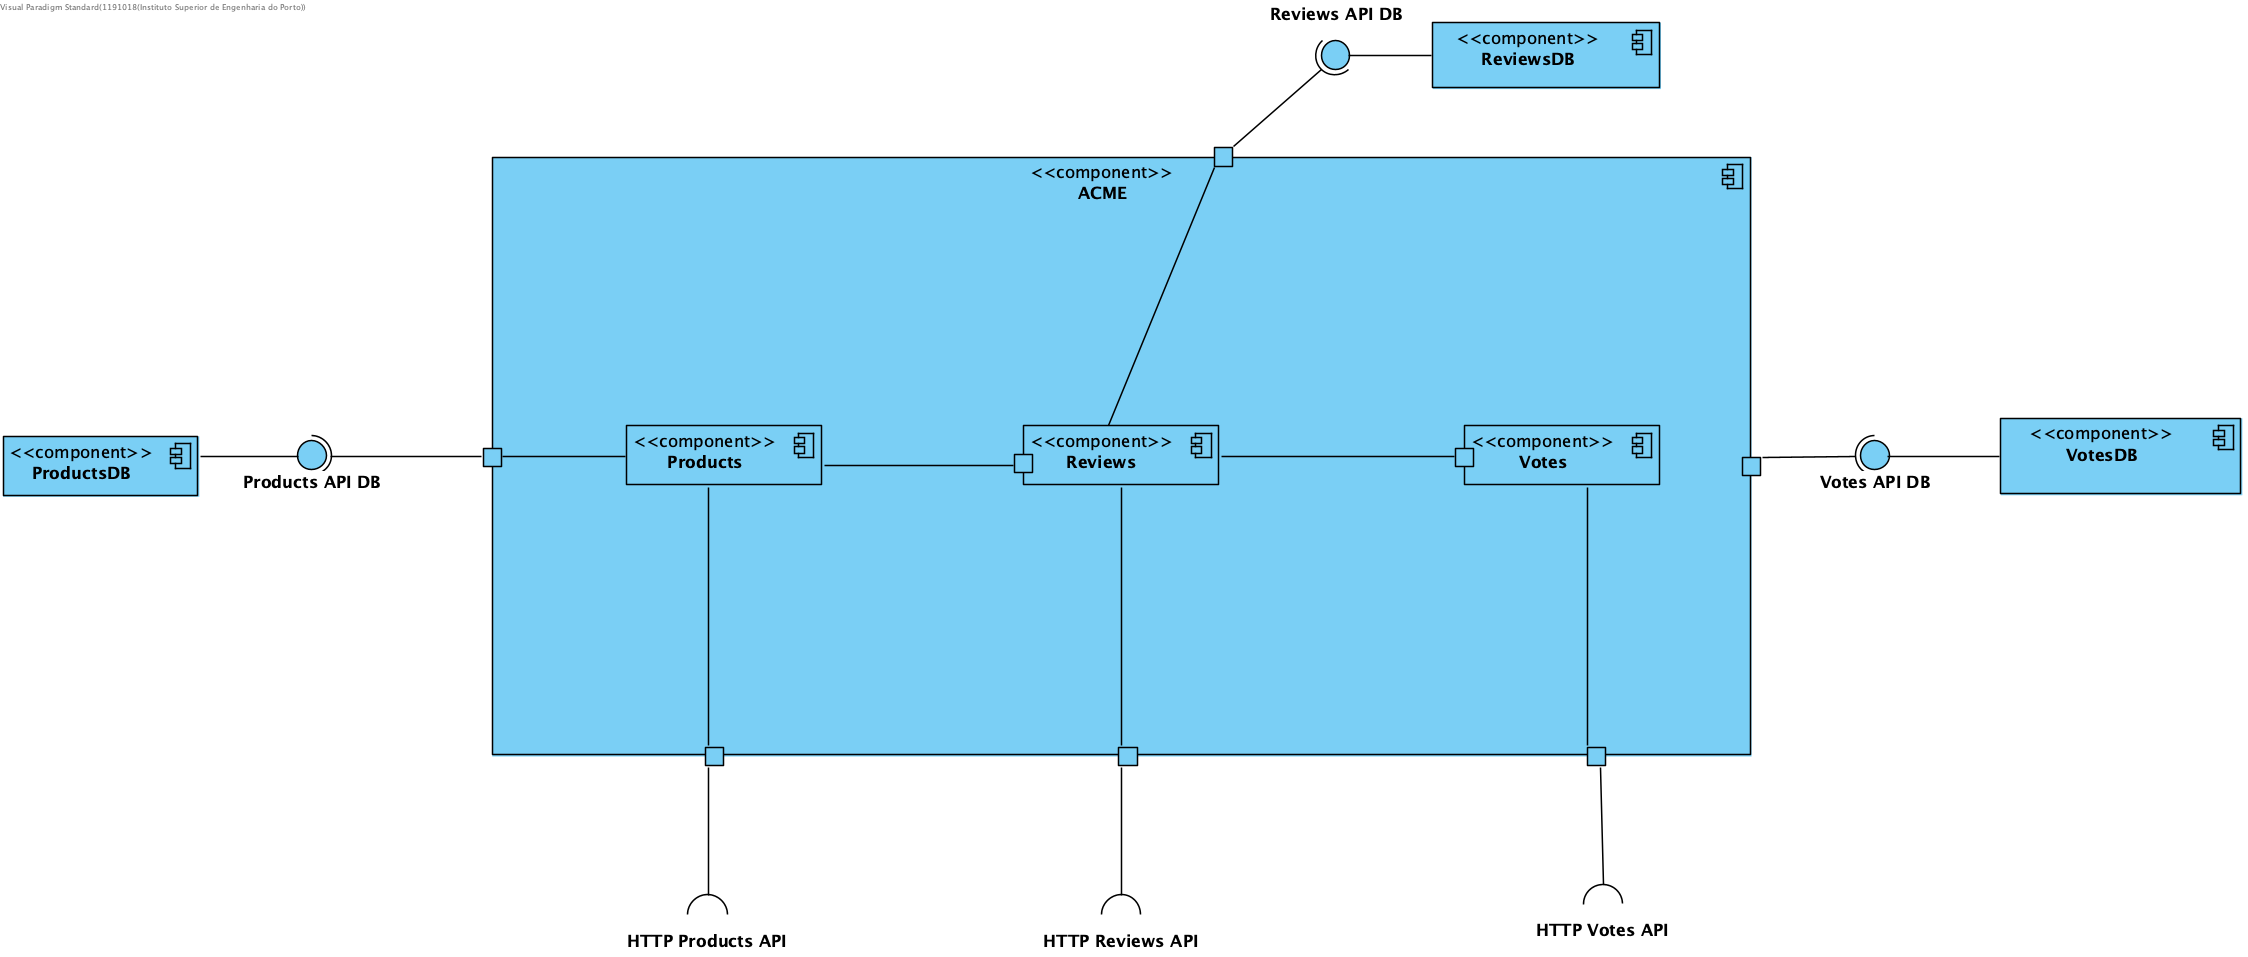 Visual Paradigm Standard(1191018(Instituto Superior de Engenharia do Porto))
Reviews API DB
<<component>>
ReviewsDB
<<component>>
ACME
<<component>>
ProductsDB
Products API DB
<<component>>
Products
<<component>>
Reviews
<<component>>
Votes
Votes API DB
<<component>>
VotesDB
HTTP Products API
HTTP Reviews API
HTTP Votes API